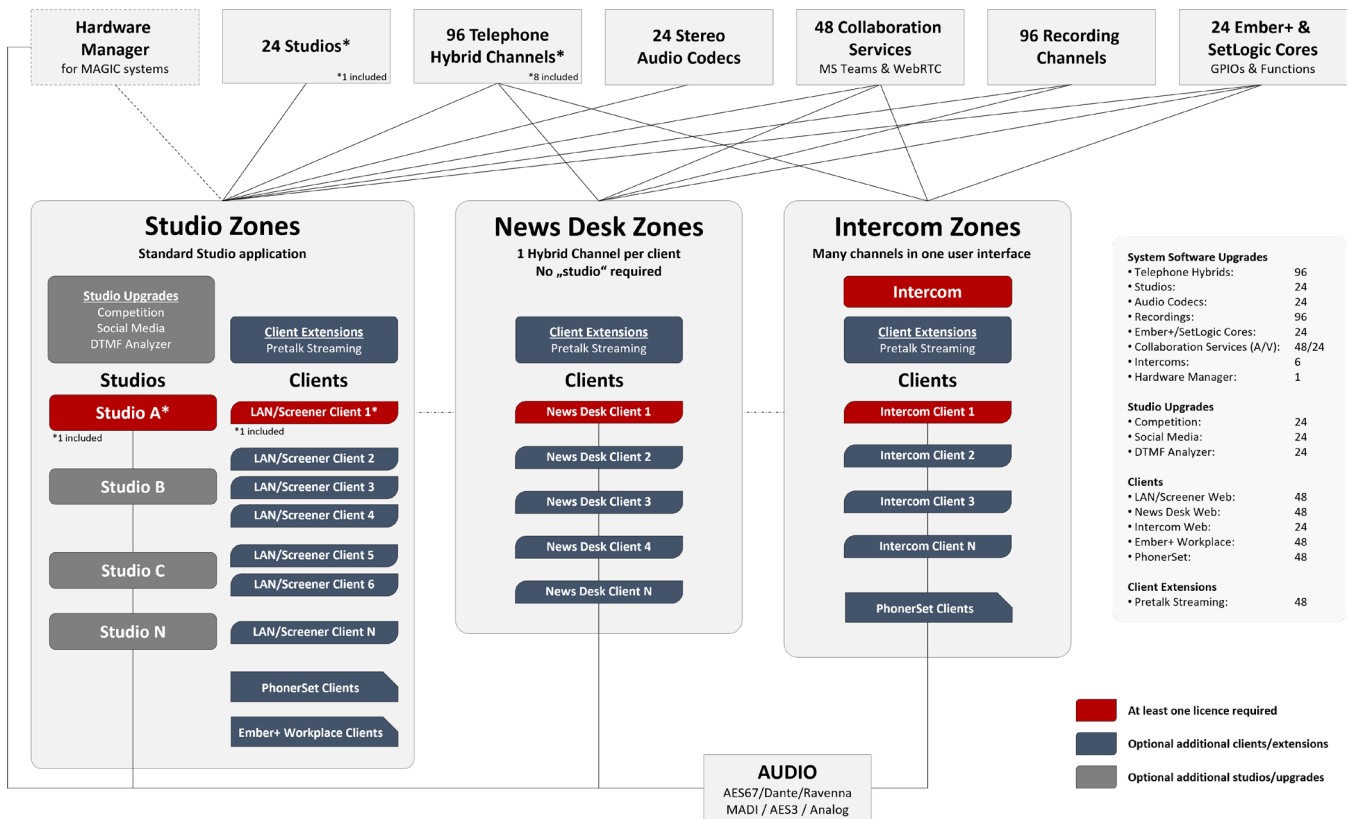 Hardware
Manager
for MAGIC systems
24 Studios*
*1 included
96 Telephone
Hybrid Channels*
*8 included
24 Stereo
Audio Codecs
48 Collaboration
Services
MS Teams & WebRTC
96 Recording
Channels
24 Ember+ &
SetLogic Cores
GPIOs & Functions
Studio Zones
Standard Studio application
Studio Upgrades
Competition
Social Media
DTMF Analyzer
Client Extensions
Pretalk Streaming
Studios
Clients
Studio A*
*1 included
LAN/Screener Client 1*
*1 included
LAN/Screener Client 2
Studio B
LAN/Screener Client 3
LAN/Screener Client 4
LAN/Screener Client 5
Studio C
LAN/Screener Client 6
Studio N
LAN/Screener Client N
PhonerSet Clients
Ember+ Workplace Clients
News Desk Zones
1 Hybrid Channel per client
No „studio“ required
Client Extensions
Pretalk Streaming
Clients
News Desk Client 1
News Desk Client 2
News Desk Client 3
News Desk Client 4
News Desk Client N
Intercom Zones
Many channels in one user interface
Intercom
Client Extensions
Pretalk Streaming
Clients
Intercom Client 1
Intercom Client 2
Intercom Client 3
Intercom Client N
PhonerSet Clients
System Software Upgrades
• Telephone Hybrids: 96
• Studios: 24
• Audio Codecs: 24
• Recordings: 96
• Ember+/SetLogic Cores: 24
• Collaboration Services (A/V): 48/24
• Intercoms: 6
• Hardware Manager: 1
Studio Upgrades
• Competition: 24
• Social Media: 24
• DTMF Analyzer: 24
Clients
• LAN/Screener Web: 48
• News Desk Web: 48
• Intercom Web: 24
• Ember+ Workplace: 48
• PhonerSet: 48
Client Extensions
• Pretalk Streaming: 48
At least one licence required
Optional additional clients/extensions
Optional additional studios/upgrades
AUDIO
AES67/Dante/Ravenna
MADI / AES3 / Analog